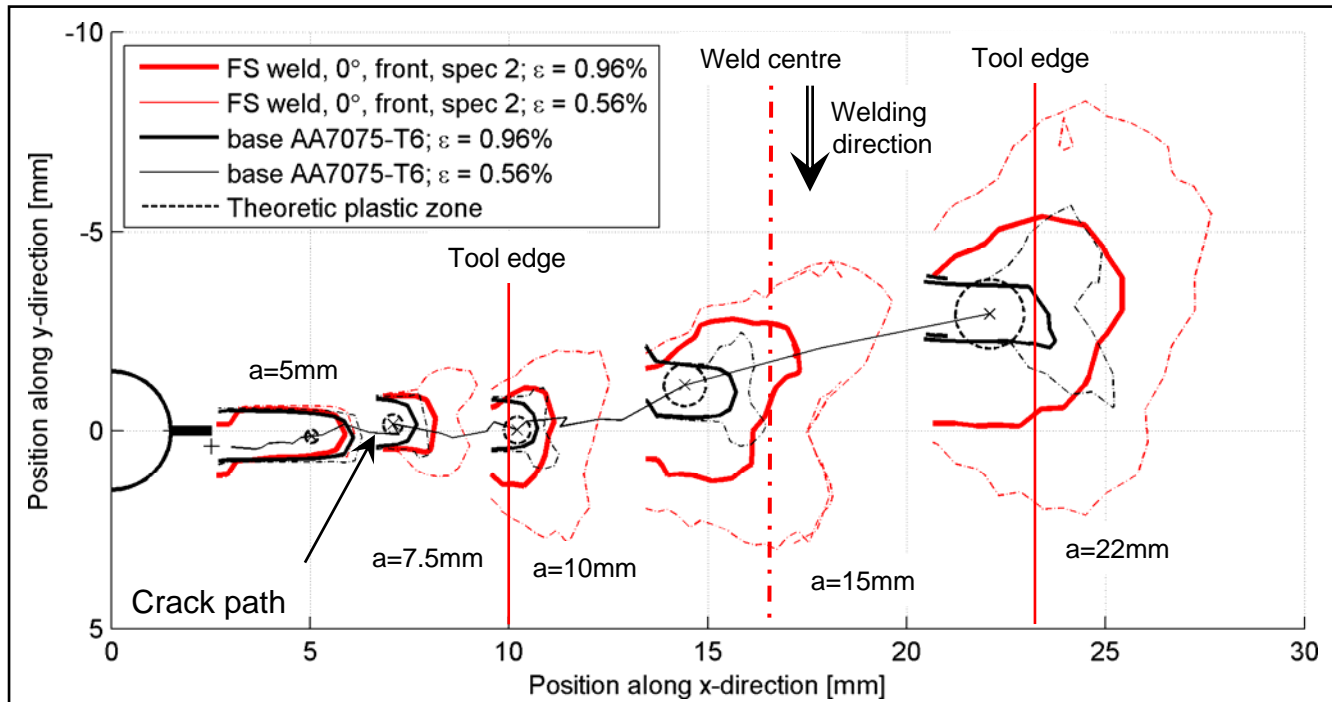 -10
-5
0
5
Position along y-direction [mm]
FS weld, 0°, front, spec 2; ε = 0.96%
FS weld, 0°, front, spec 2; ε = 0.56%
base AA7075-T6; ε = 0.96%
base AA7075-T6; ε = 0.56%
Theoretic plastic zone
Weld centre
Tool edge
Welding
direction
Tool edge
a=5mm
a=7.5mm
a=10mm
a=15mm
a=22mm
Crack path
0
5
10
15
20
25
30
Position along x-direction [mm]